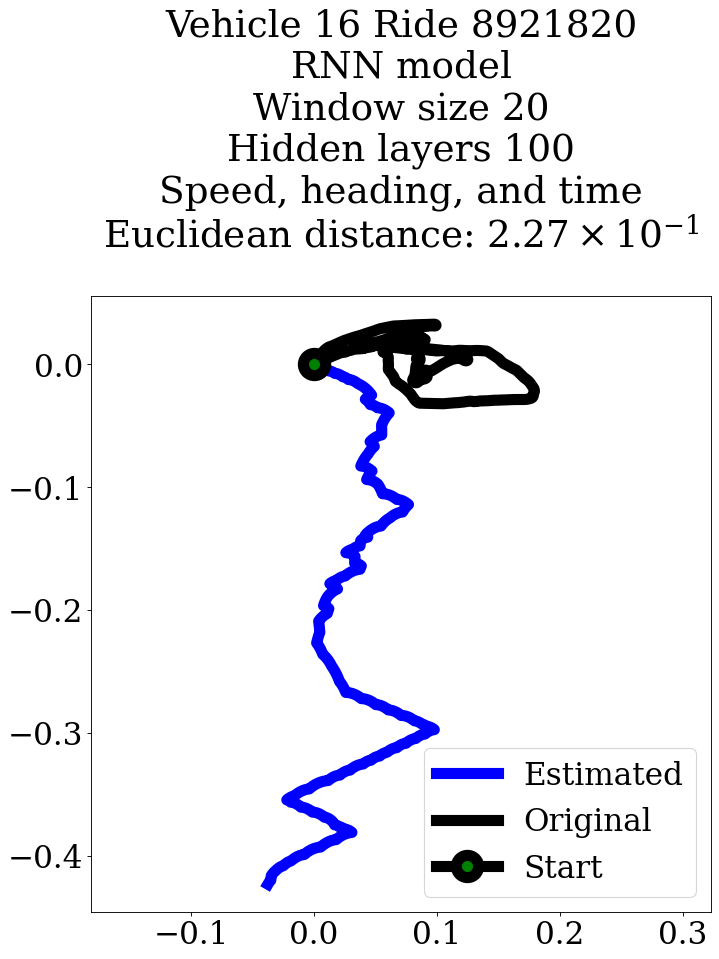 Vehicle 16 Ride 8921820
RNN model
Window size 20
Hidden layers 100
Speed, heading, and time
Euclidean distance: 2.27 × 10⁻¹
0.0
−0.1
−0.2
−0.3
−0.4
Estimated
Original
Start
−0.1 0.0 0.1 0.2 0.3